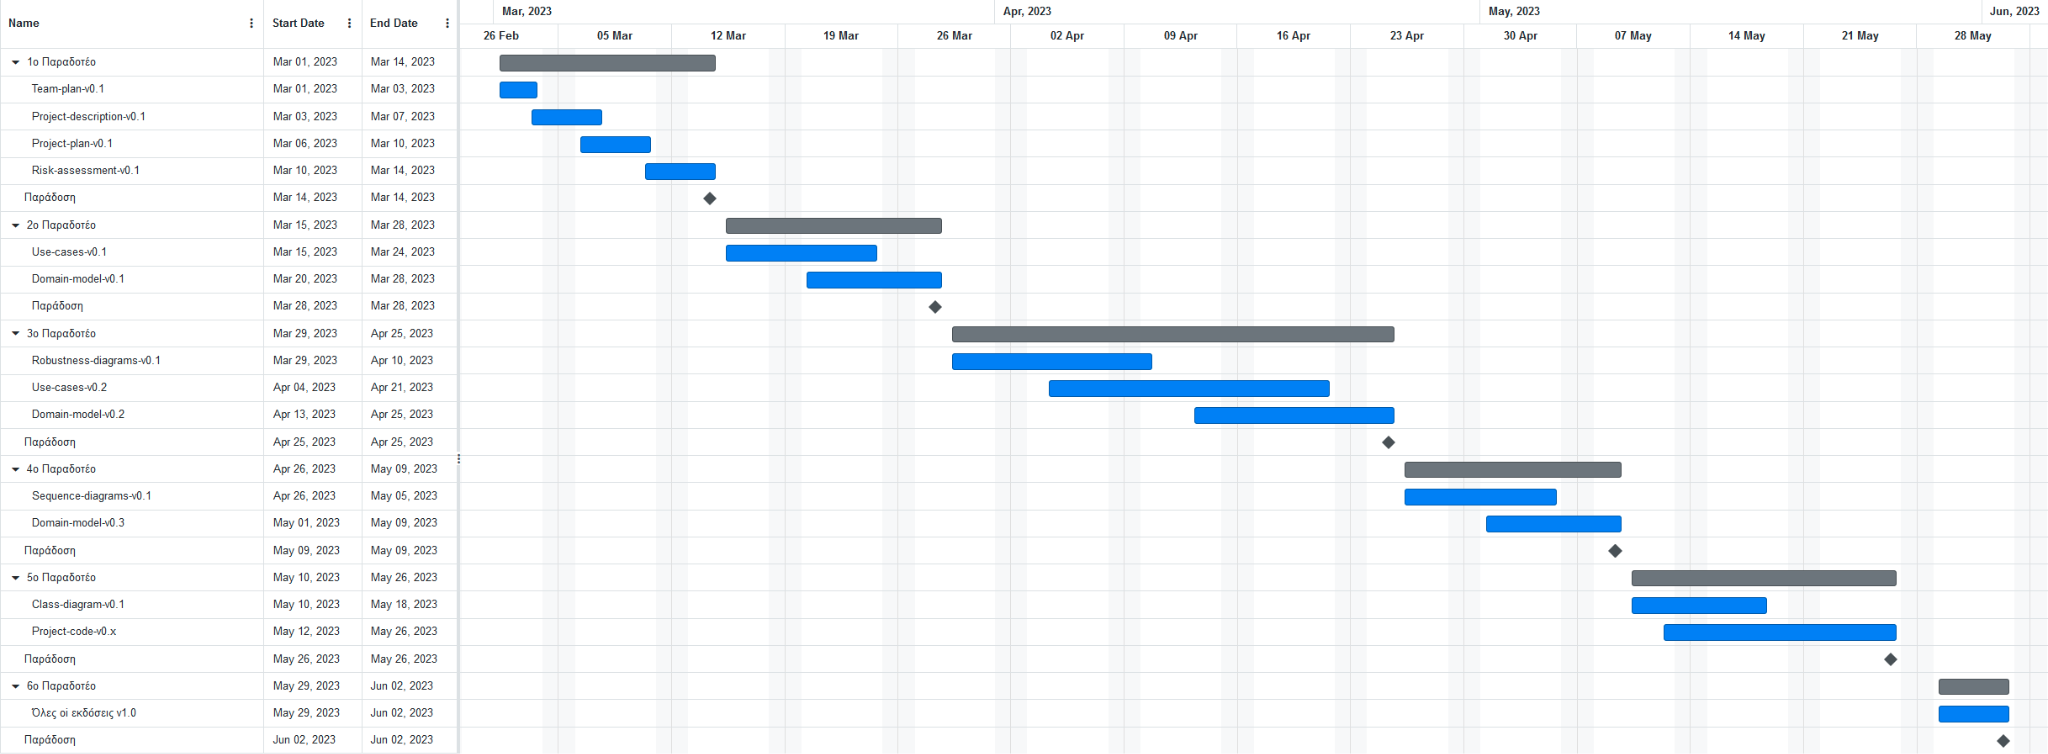 Name Start Date End Date
Mar, 2023 Apr, 2023 May, 2023 Jun, 2023
26 Feb 05 Mar 12 Mar 19 Mar 26 Mar 02 Apr 09 Apr 16 Apr 23 Apr 30 Apr 07 May 14 May 21 May 28 May
1ο Παραδοτέο Mar 01, 2023 Mar 14, 2023
Team-plan-v0.1 Mar 01, 2023 Mar 03, 2023
Project-description-v0.1 Mar 03, 2023 Mar 07, 2023
Project-plan-v0.1 Mar 06, 2023 Mar 10, 2023
Risk-assessment-v0.1 Mar 10, 2023 Mar 14, 2023
Παράδοση Mar 14, 2023 Mar 14, 2023
2ο Παραδοτέο Mar 15, 2023 Mar 28, 2023
Use-cases-v0.1 Mar 15, 2023 Mar 24, 2023
Domain-model-v0.1 Mar 20, 2023 Mar 28, 2023
Παράδοση Mar 28, 2023 Mar 28, 2023
3ο Παραδοτέο Mar 29, 2023 Apr 25, 2023
Robustness-diagrams-v0.1 Mar 29, 2023 Apr 10, 2023
Use-cases-v0.2 Apr 04, 2023 Apr 21, 2023
Domain-model-v0.2 Apr 13, 2023 Apr 25, 2023
Παράδοση Apr 25, 2023 Apr 25, 2023
4ο Παραδοτέο Apr 26, 2023 May 09, 2023
Sequence-diagrams-v0.1 Apr 26, 2023 May 05, 2023
Domain-model-v0.3 May 01, 2023 May 09, 2023
Παράδοση May 09, 2023 May 09, 2023
5ο Παραδοτέο May 10, 2023 May 26, 2023
Class-diagram-v0.1 May 10, 2023 May 18, 2023
Project-code-v0.x May 12, 2023 May 26, 2023
Παράδοση May 26, 2023 May 26, 2023
6ο Παραδοτέο May 29, 2023 Jun 02, 2023
Όλες οι εκδόσεις v1.0 May 29, 2023 Jun 02, 2023
Παράδοση Jun 02, 2023 Jun 02, 2023